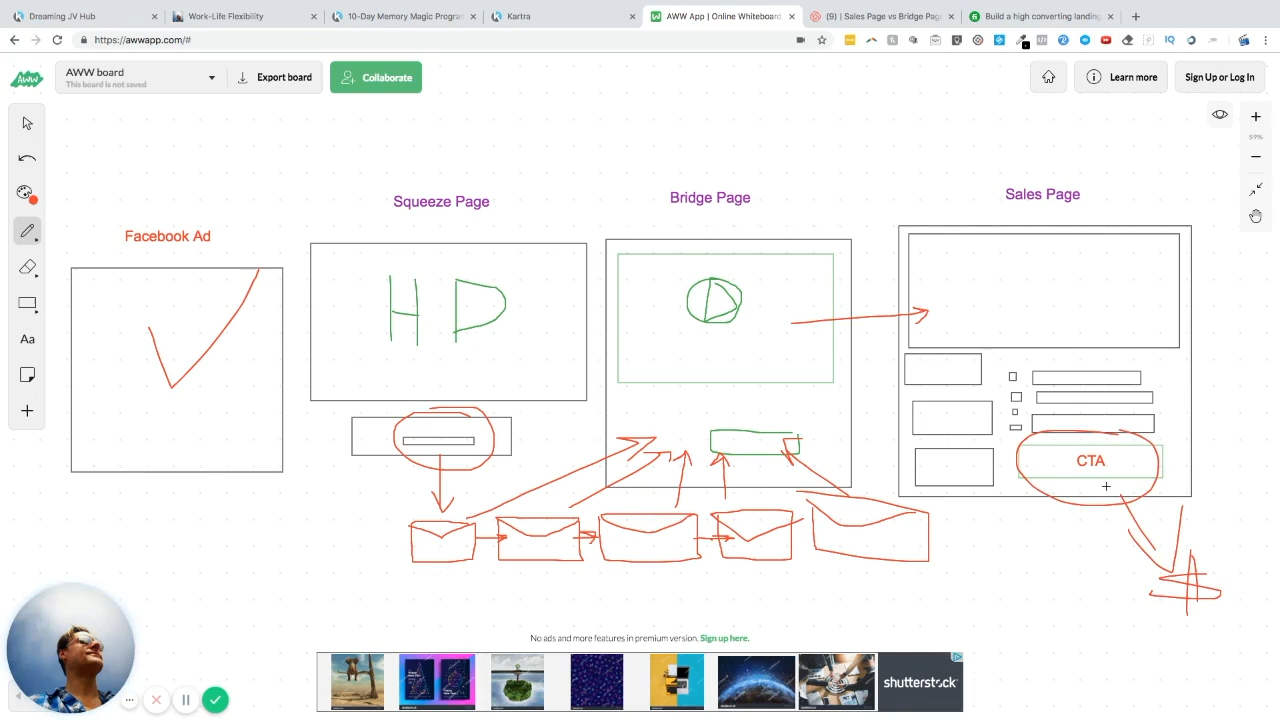 Dreaming JV Hub
Work-Life Flexibility
10-Day Memory Magic Program
Kartra
AWW App | Online Whiteboard
(9) | Sales Page vs Bridge Page
Build a high converting landing
https://awwapp.com/#
AWW
AWW board
This board is not saved
Export board
Collaborate
Learn more
Sign Up or Log In
59%
Aa
Facebook Ad
Squeeze Page
Bridge Page
Sales Page
H D
CTA
$
No ads and more features in premium version. Sign up here.
shutterstock